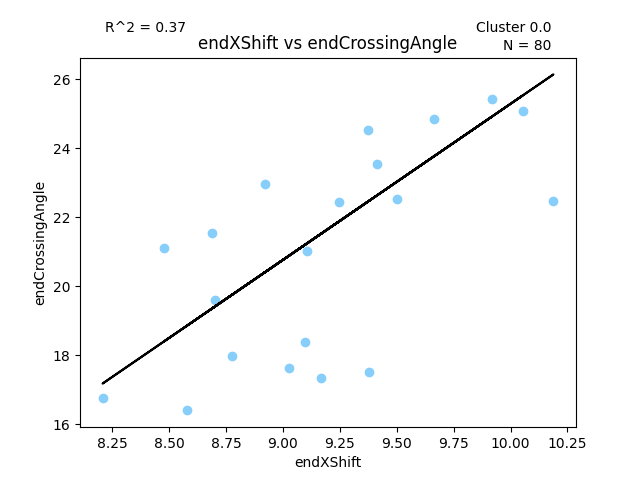 R^2 = 0.37
Cluster 0.0
N = 80
endXShift vs endCrossingAngle
endCrossingAngle
26
24
22
20
18
16
8.25 8.50 8.75 9.00 9.25 9.50 9.75 10.00 10.25
endXShift